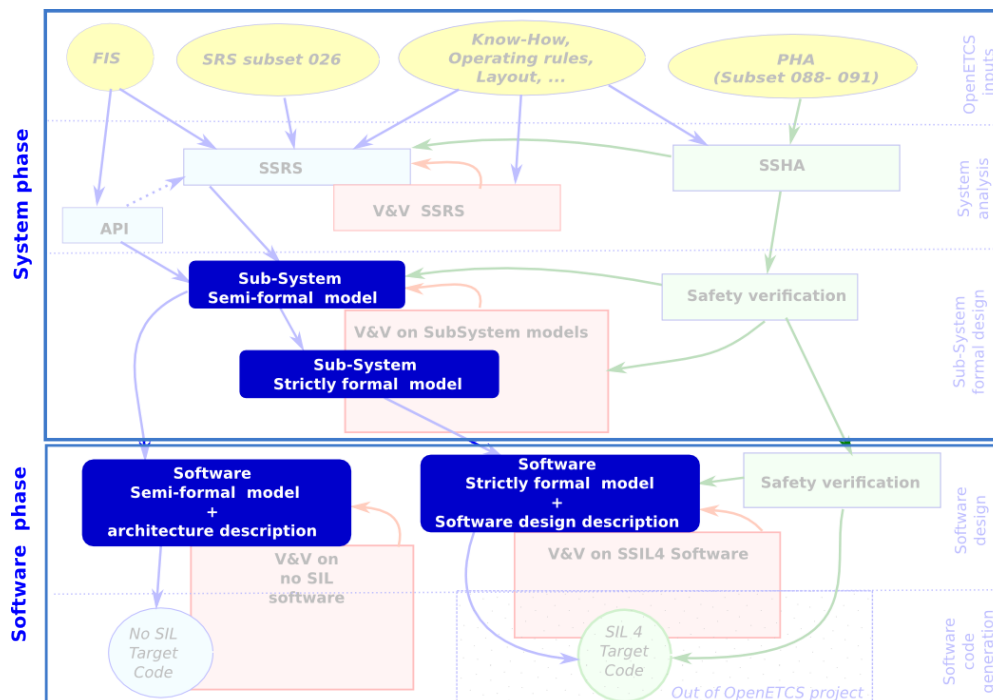 FIS
SRS subset 026
Know-How,
Operating rules,
Layout, ...
PHA
(Subset 088- 091)
OpenETCS
inputs
System phase
SSRS
SSHA
V&V  SSRS
API
System
analysis
Sub-System
Semi-formal  model
Safety verification
V&V on SubSystem models
Sub-System
Strictly formal  model
Sub-System
formal design
Software  phase
Software
Semi-formal  model
+
architecture description
Software
Strictly formal  model
+
Software design description
Safety verification
Software
design
V&V on
no SIL
software
V&V on SSIL4 Software
No SIL
Target
Code
SIL 4
Target
Code
Software
code
generation
Out of OpenETCS project